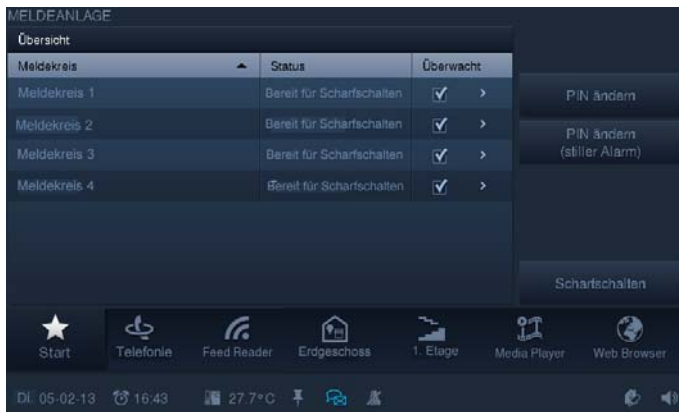 MELDEANLAGE
Übersicht
Meldekreis Status Überwacht
Meldekreis 1 Bereit für Scharfschalten
Meldekreis 2 Bereit für Scharfschalten
Meldekreis 3 Bereit für Scharfschalten
Meldekreis 4 Bereit für Scharfschalten
PIN ändern
PIN ändern
(stiller Alarm)
Scharfschalten
Start Telefonie Feed Reader Erdgeschoss 1. Etage Media Player Web Browser
Di. 05-02-13 16:43 27.7°C